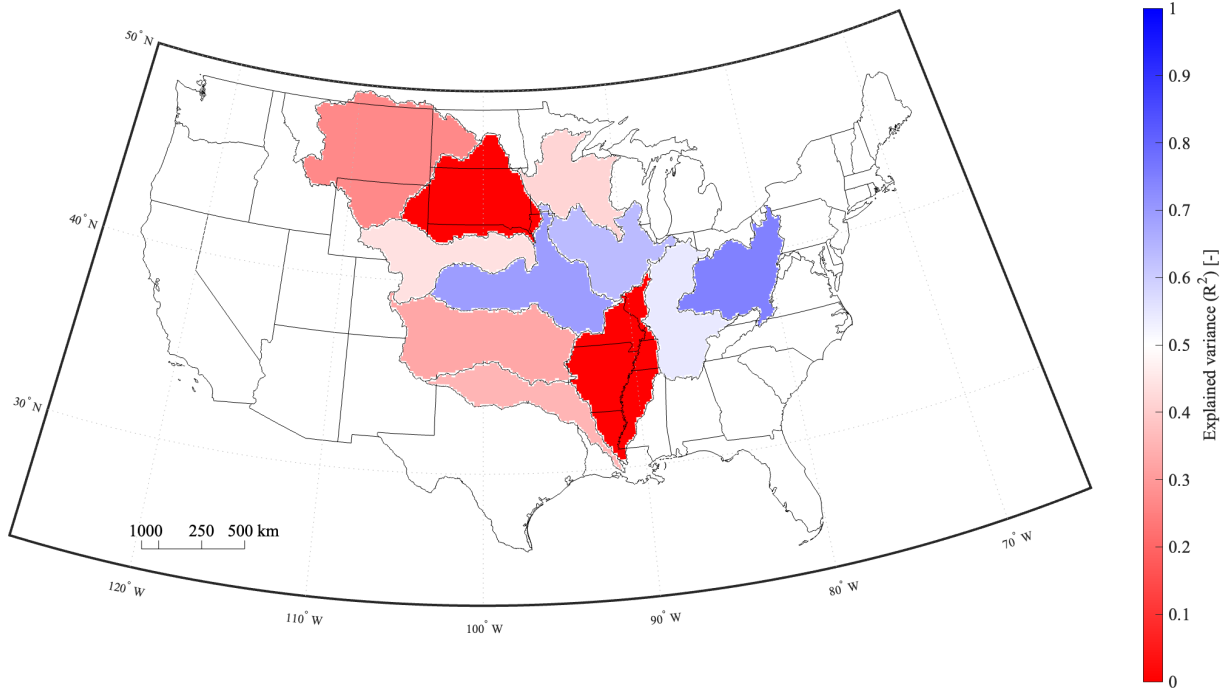 50° N
40° N
30° N
1000 250 500 km
120° W
110° W
100° W
90° W
80° W
70° W
1
0.9
0.8
0.7
0.6
0.5
0.4
0.3
0.2
0.1
0
Explained variance (R²) [-]